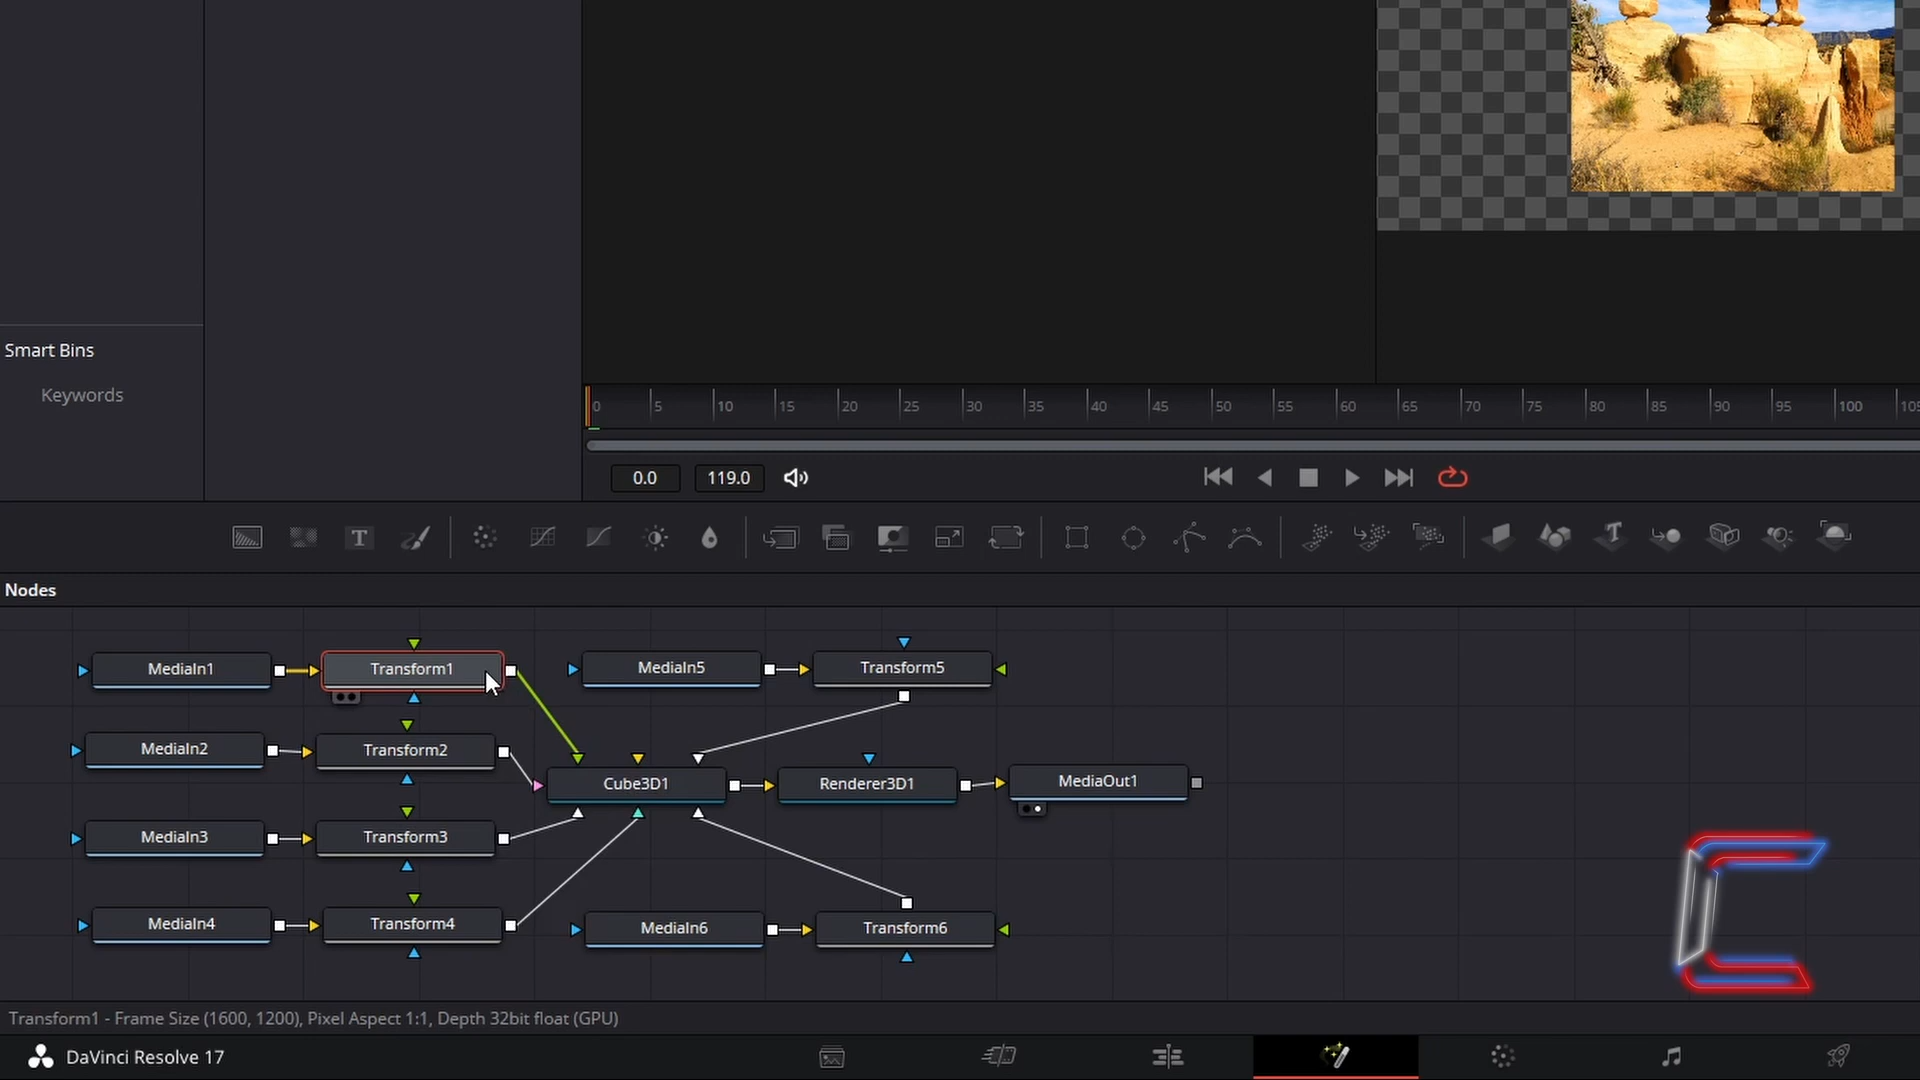 Smart Bins
Keywords
0 5 10 15 20 25 30 35 40 45 50 55 60 65 70 75 80 85 90 95 100 105
0.0 119.0
T T
Nodes
MediaIn1 Transform1 MediaIn5 Transform5
MediaIn2 Transform2
Cube3D1 Renderer3D1 MediaOut1
MediaIn3 Transform3
MediaIn4 Transform4 MediaIn6 Transform6
Transform1 - Frame Size (1600, 1200), Pixel Aspect 1:1, Depth 32bit float (GPU)
DaVinci Resolve 17